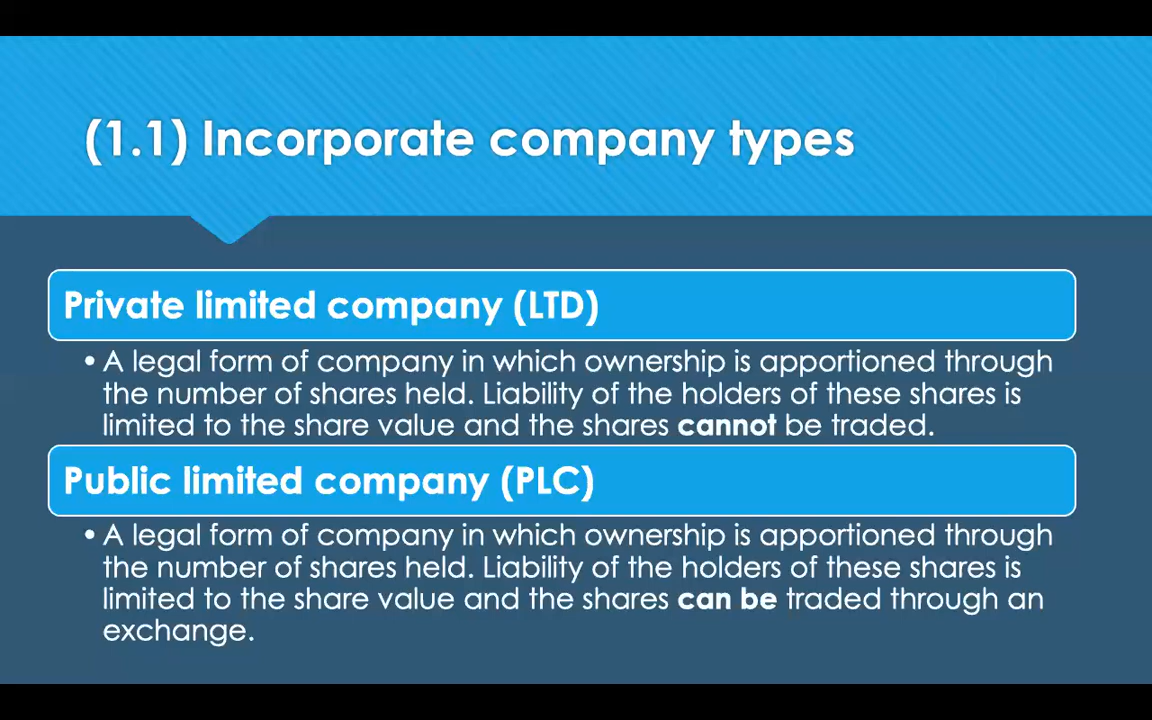 (1.1) Incorporate company types
Private limited company (LTD)
• A legal form of company in which ownership is apportioned through
the number of shares held. Liability of the holders of these shares is
limited to the share value and the shares cannot be traded.
Public limited company (PLC)
• A legal form of company in which ownership is apportioned through
the number of shares held. Liability of the holders of these shares is
limited to the share value and the shares can be traded through an
exchange.